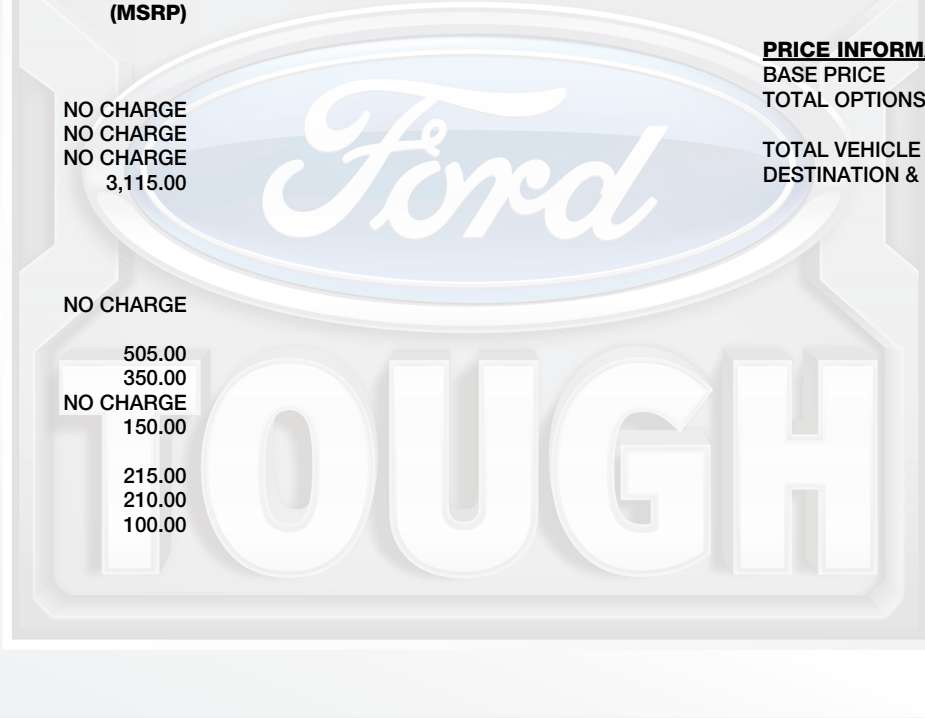 (MSRP)
NO CHARGE
NO CHARGE
NO CHARGE
3,115.00
NO CHARGE
505.00
350.00
NO CHARGE
150.00
215.00
210.00
100.00
PRICE INFORMA
BASE PRICE
TOTAL OPTIONS
TOTAL VEHICLE
DESTINATION &
Ford
TOUGH